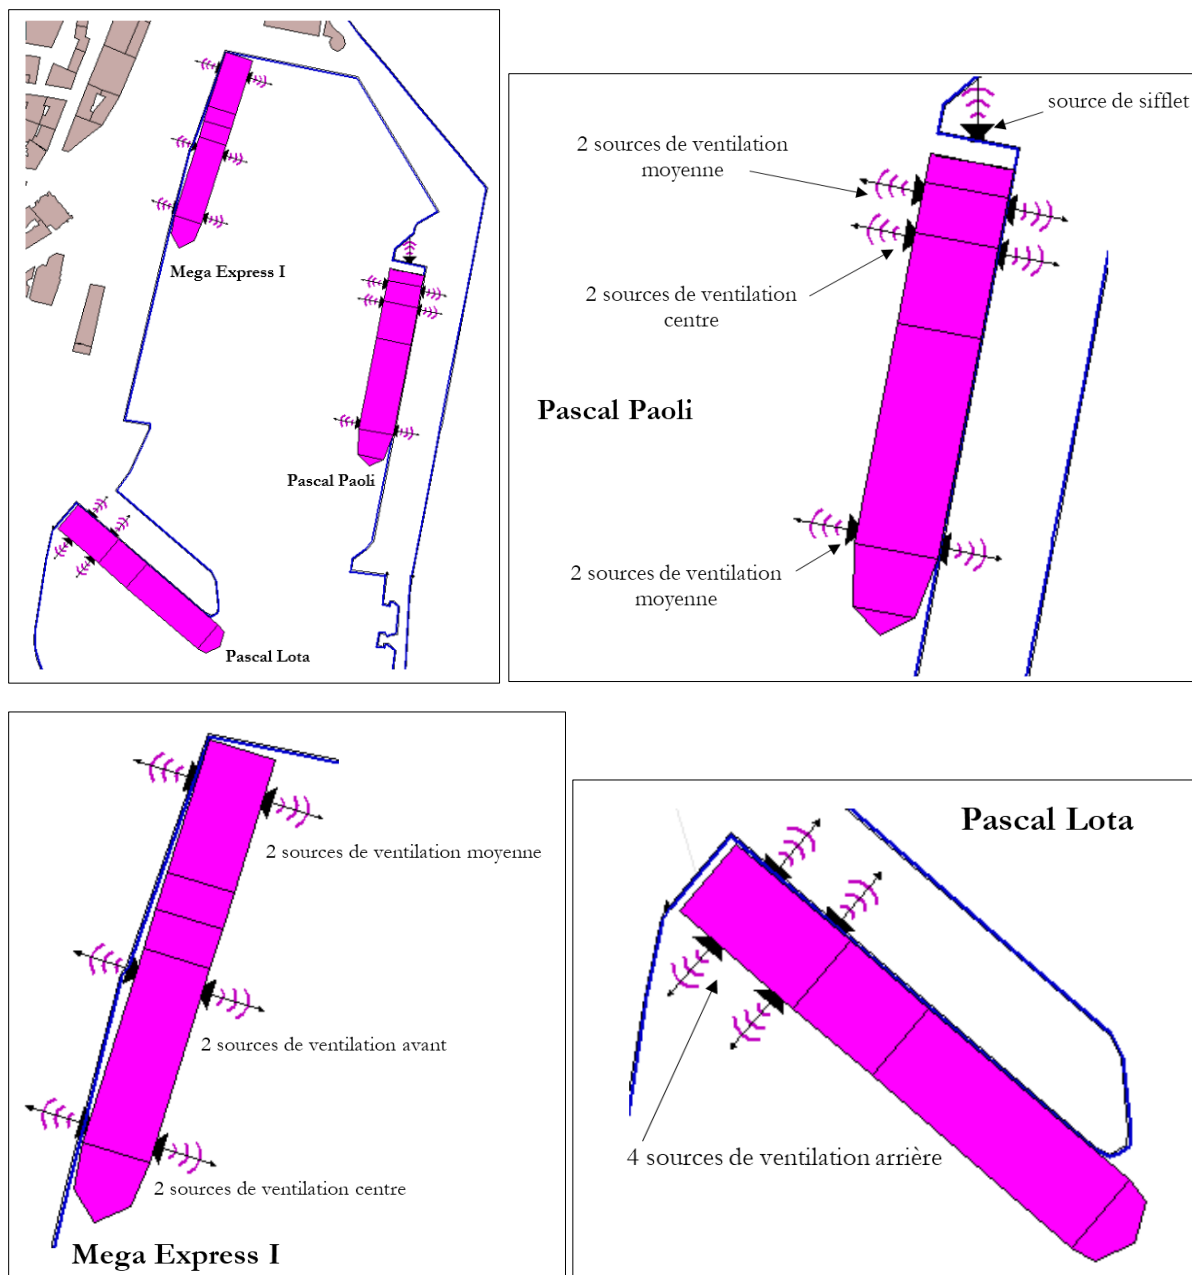 Mega Express I
Pascal Paoli
Pascal Lota
source de sifflet
2 sources de ventilation
moyenne
2 sources de ventilation
centre
Pascal Paoli
2 sources de ventilation
moyenne
2 sources de ventilation moyenne
2 sources de ventilation avant
2 sources de ventilation centre
Mega Express I
Pascal Lota
4 sources de ventilation arrière